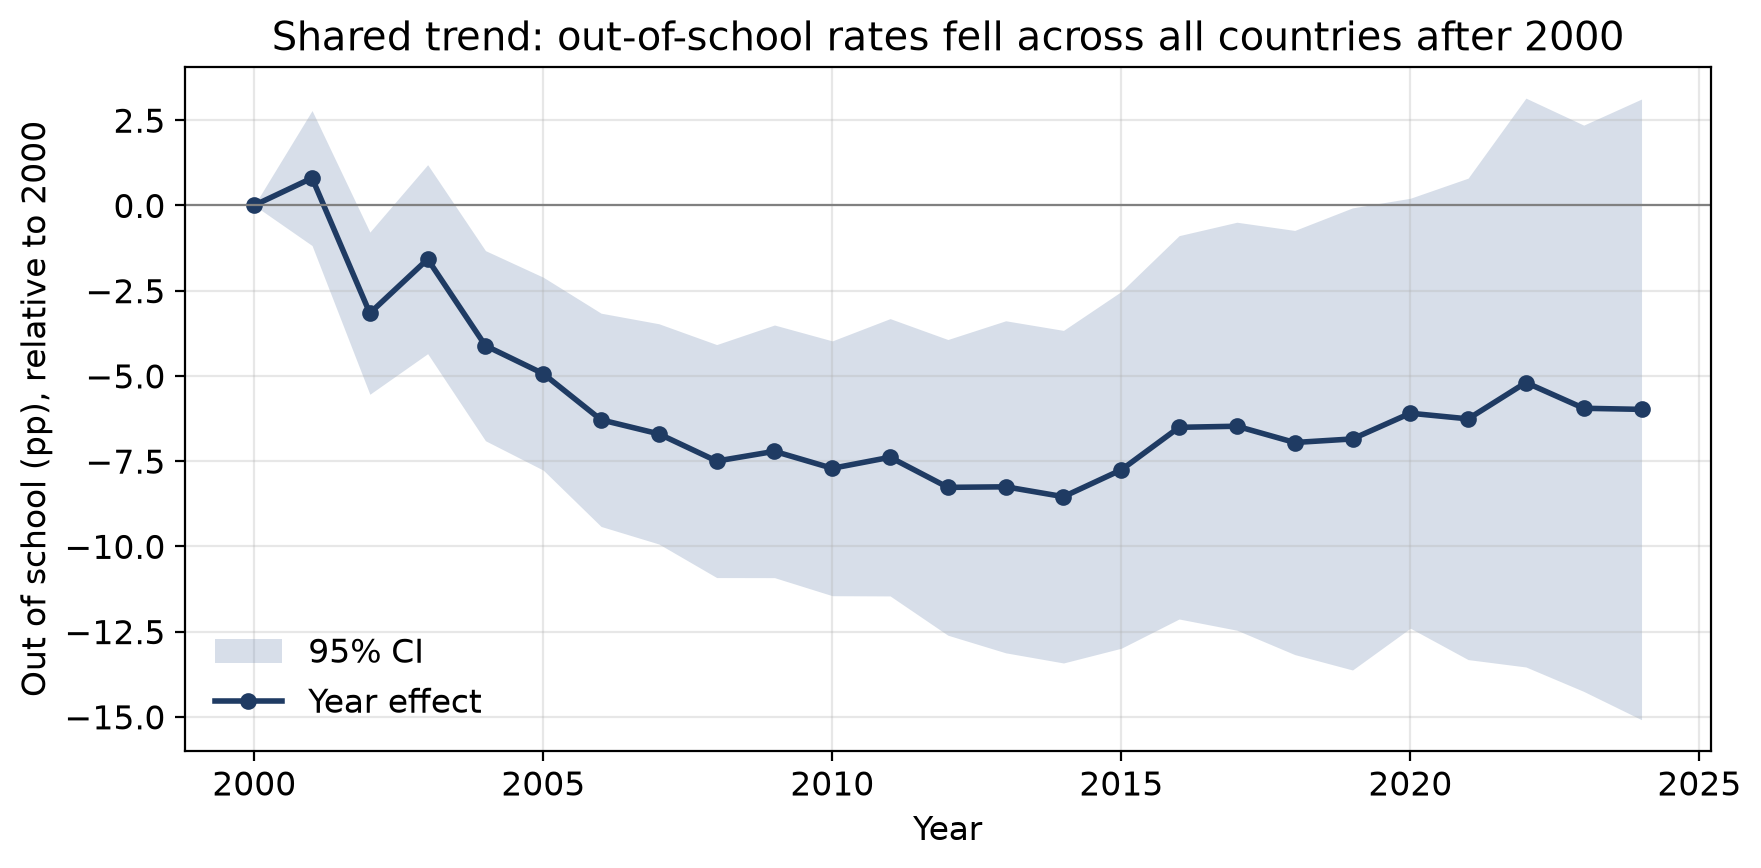 Shared trend: out-of-school rates fell across all countries after 2000
Out of school (pp), relative to 2000
2.5
0.0
−2.5
−5.0
−7.5
−10.0
−12.5
−15.0
95% CI
Year effect
2000 2005 2010 2015 2020 2025
Year